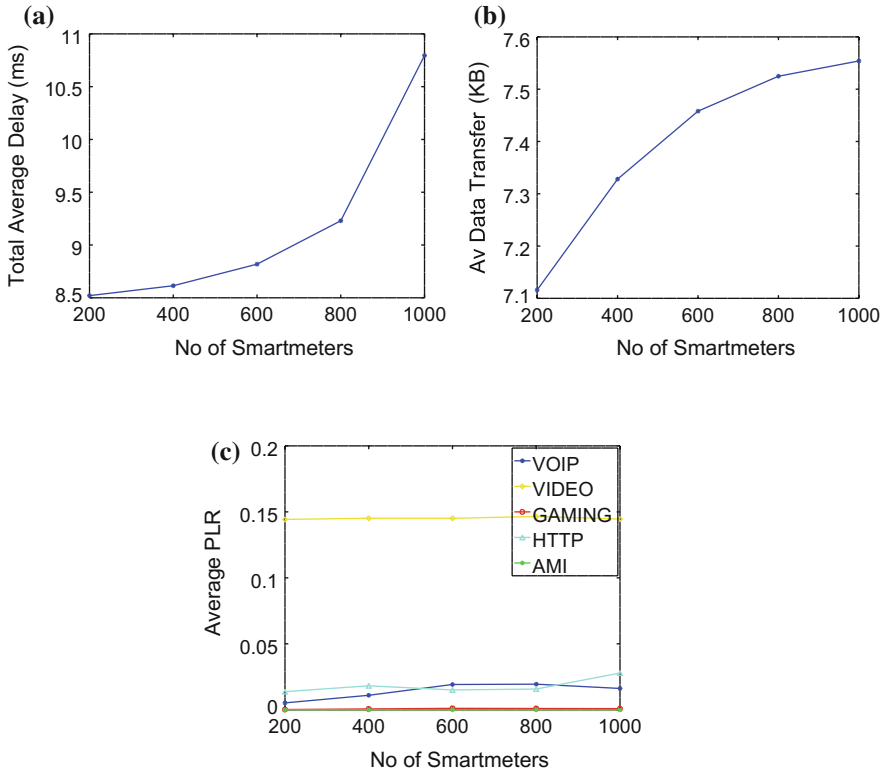 (a)
Total Average Delay (ms)
11
10.5
10
9.5
9
8.5
200 400 600 800 1000
No of Smartmeters
(b)
Av Data Transfer (KB)
7.6
7.5
7.4
7.3
7.2
7.1
200 400 600 800 1000
No of Smartmeters
(c)
Average PLR
0.2
0.15
0.1
0.05
0
200 400 600 800 1000
No of Smartmeters
VOIP
VIDEO
GAMING
HTTP
AMI